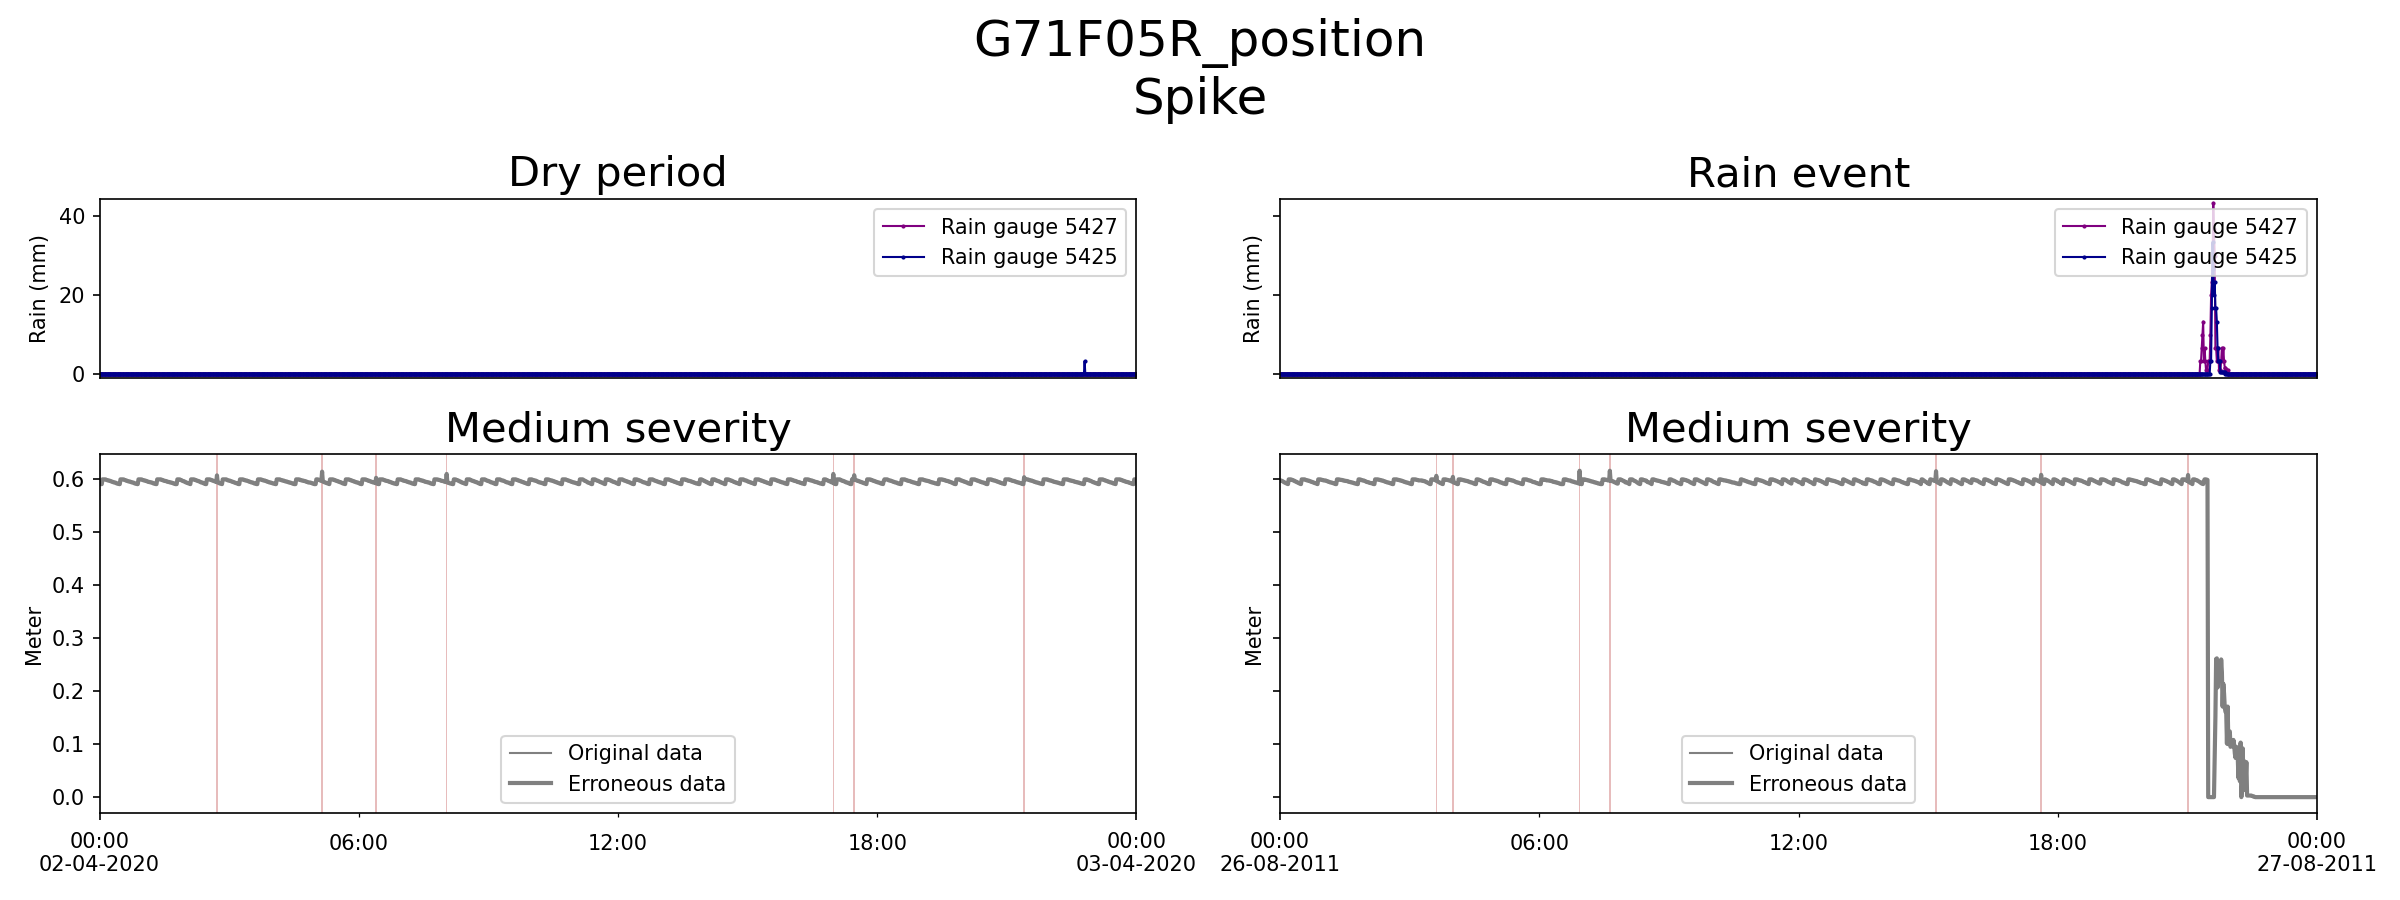 G71F05R_position
Spike
Dry period
Rain event
40
20
0
Rain (mm)
Rain gauge 5427
Rain gauge 5425
Rain (mm)
Rain gauge 5427
Rain gauge 5425
Medium severity
Medium severity
0.6
0.5
0.4
0.3
0.2
0.1
0.0
Meter
Original data
Erroneous data
Meter
Original data
Erroneous data
00:00
02-04-2020
06:00
12:00
18:00
00:00
03-04-2020
00:00
26-08-2011
06:00
12:00
18:00
00:00
27-08-2011